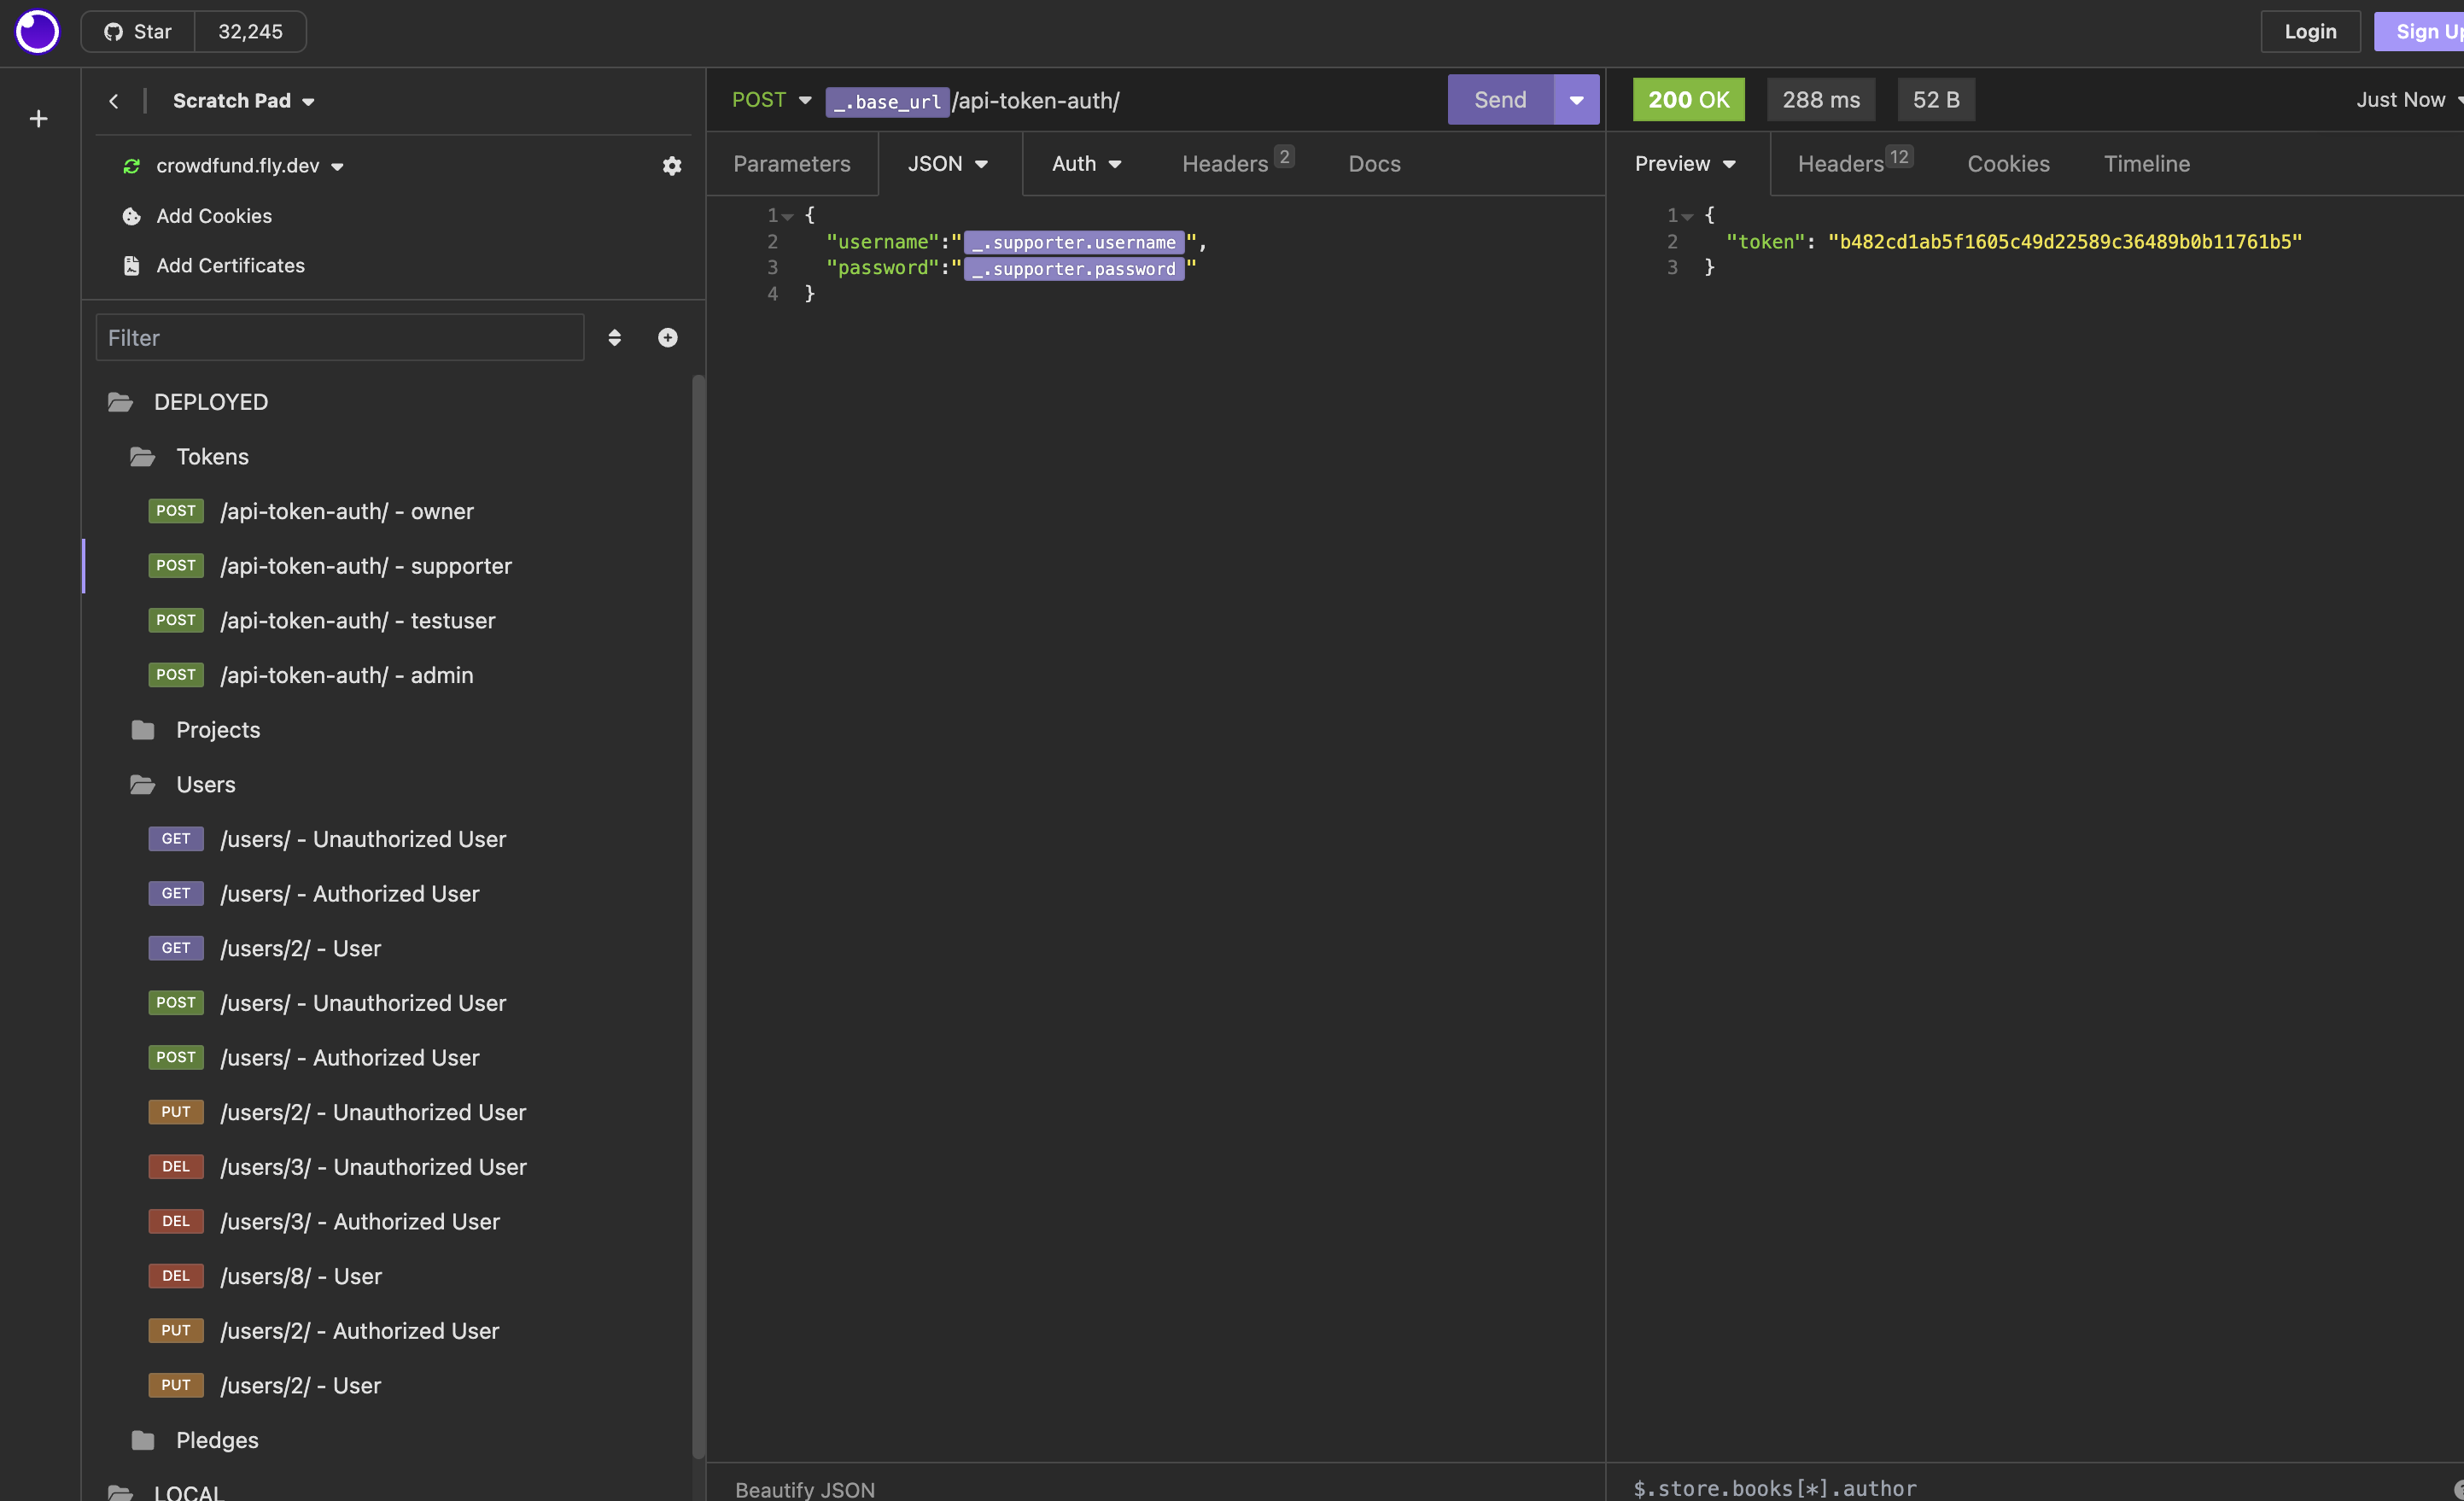 Star 32,245
Login
Sign Up
Scratch Pad
crowdfund.fly.dev
Add Cookies
Add Certificates
Filter
DEPLOYED
Tokens
POST /api-token-auth/ - owner
POST /api-token-auth/ - supporter
POST /api-token-auth/ - testuser
POST /api-token-auth/ - admin
Projects
Users
GET /users/ - Unauthorized User
GET /users/ - Authorized User
GET /users/2/ - User
POST /users/ - Unauthorized User
POST /users/ - Authorized User
PUT /users/2/ - Unauthorized User
DEL /users/3/ - Unauthorized User
DEL /users/3/ - Authorized User
DEL /users/8/ - User
PUT /users/2/ - Authorized User
PUT /users/2/ - User
Pledges
LOCAL
POST _.base_url/api-token-auth/
Send
Parameters JSON Auth Headers 2 Docs
1 {
2 "username":"_.supporter.username",
3 "password":"_.supporter.password"
4 }
Beautify JSON
200 OK 288 ms 52 B Just Now
Preview Headers 12 Cookies Timeline
1 {
2 "token": "b482cd1ab5f1605c49d22589c36489b0b11761b5"
3 }
$.store.books[*].author